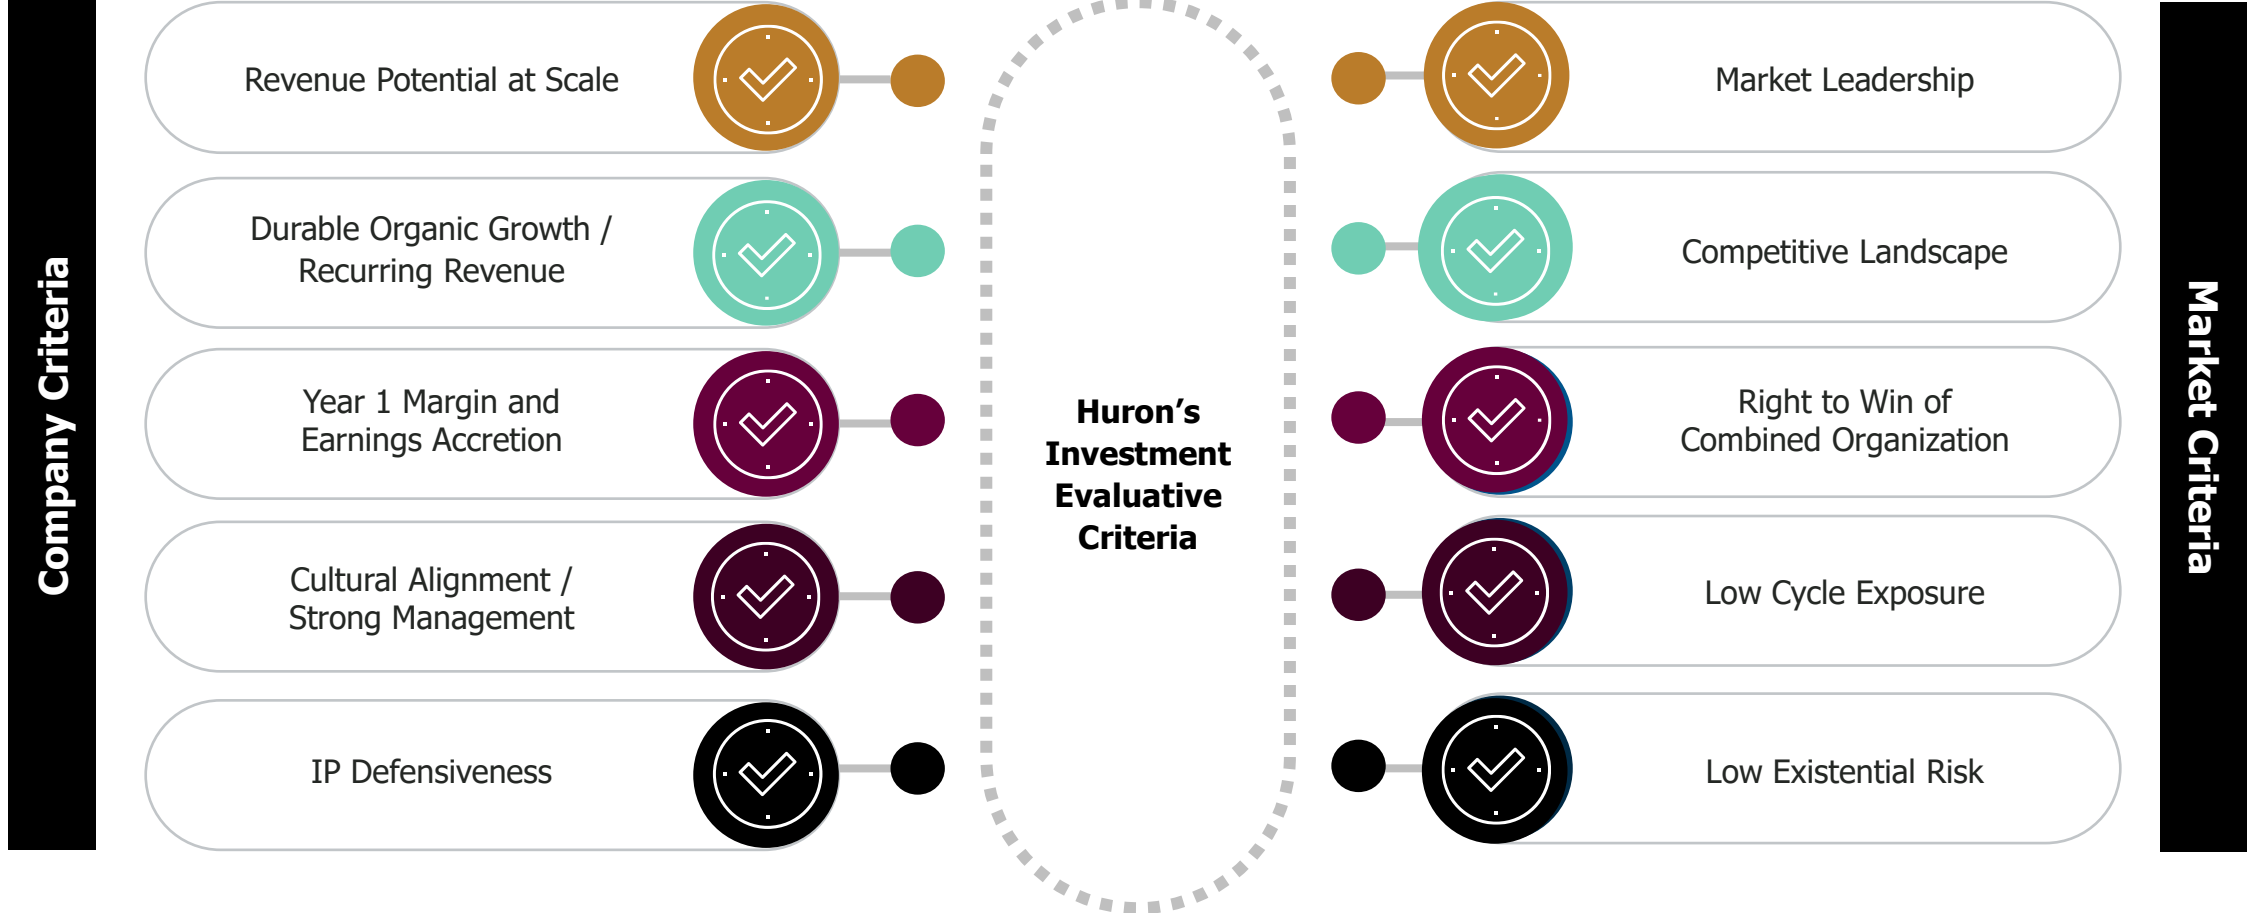 Company Criteria
Revenue Potential at Scale
Durable Organic Growth /
Recurring Revenue
Year 1 Margin and
Earnings Accretion
Cultural Alignment /
Strong Management
IP Defensiveness
Huron’s
Investment
Evaluative
Criteria
Market Leadership
Competitive Landscape
Right to Win of
Combined Organization
Low Cycle Exposure
Low Existential Risk
Market Criteria